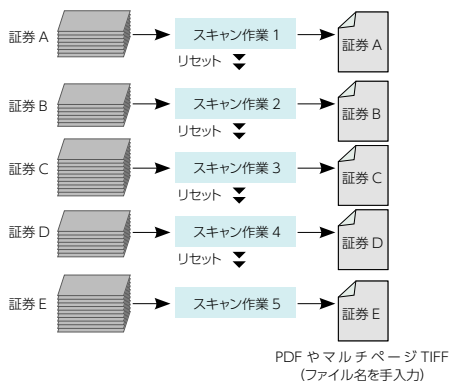 証券 A
スキャン作業 1
証券 A
リセット
証券 B
スキャン作業 2
証券 B
リセット
証券 C
スキャン作業 3
証券 C
リセット
証券 D
スキャン作業 4
証券 D
リセット
証券 E
スキャン作業 5
証券 E
PDF やマルチページ TIFF
（ファイル名を手入力）